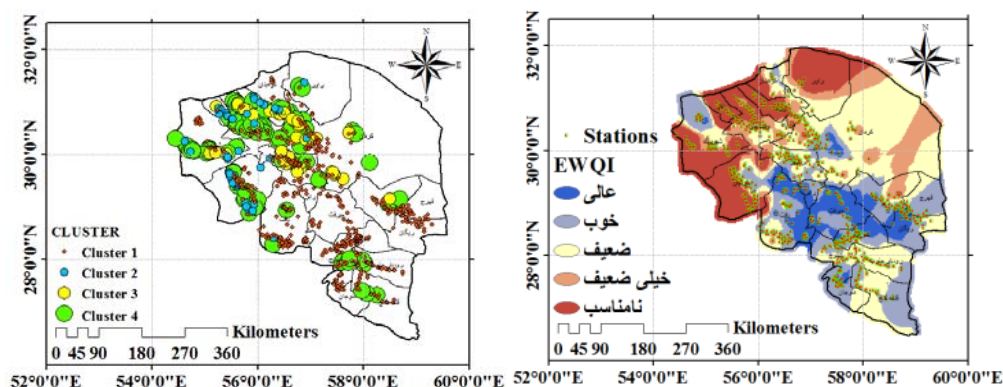 32°0'0"N
30°0'0"N
28°0'0"N
N
W E
S
CLUSTER
Cluster 1
Cluster 2
Cluster 3
Cluster 4
Kilometers
0 45 90 180 270 360
52°0'0"E 54°0'0"E 56°0'0"E 58°0'0"E 60°0'0"E
32°0'0"N
30°0'0"N
28°0'0"N
N
W E
S
Stations
EWQI
عالی
خوب
ضعیف
خیلی ضعیف
نامناسب
Kilometers
0 45 90 180 270 360
54°0'0"E 56°0'0"E 58°0'0"E 60°0'0"E